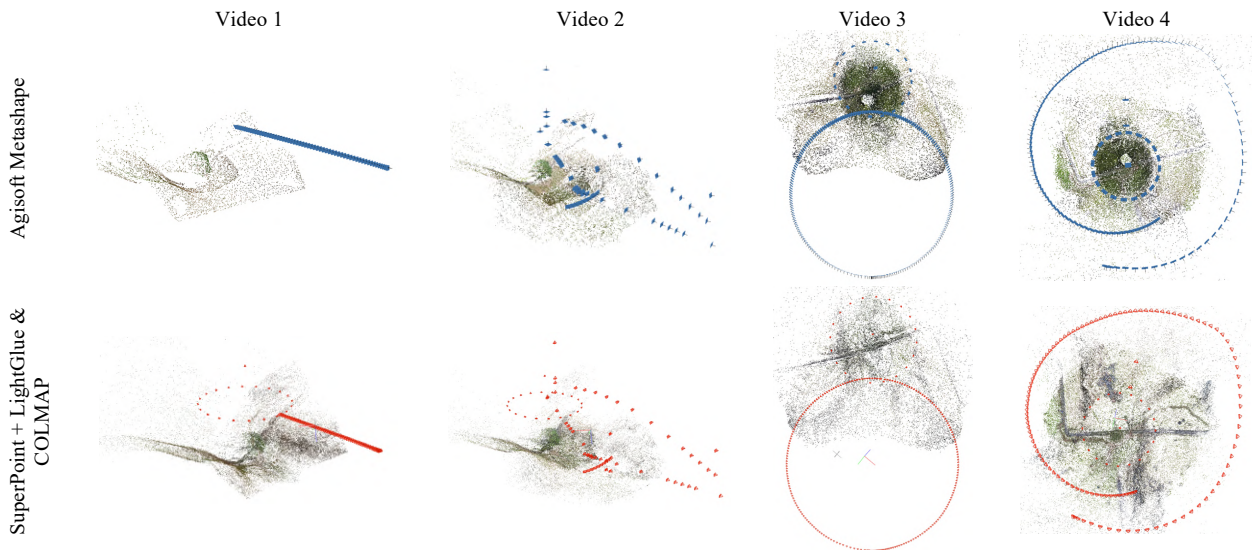 Video 1
Video 2
Video 3
Video 4
Agisoft Metashape
SuperPoint + LightGlue &
COLMAP